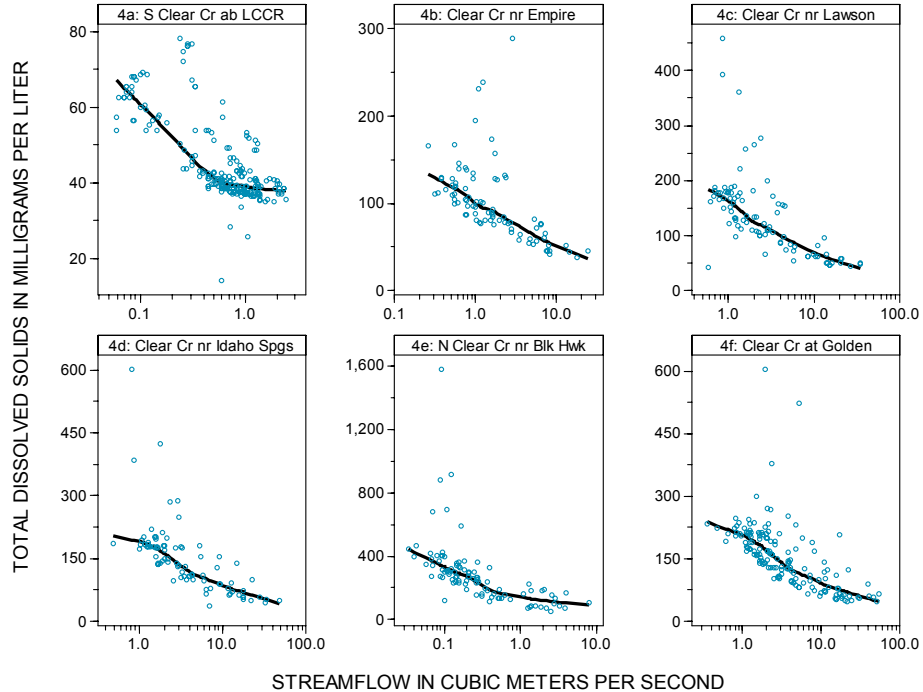 TOTAL DISSOLVED SOLIDS IN MILLIGRAMS PER LITER
4a: S Clear Cr ab LCCR
80
60
40
20
0.1 1.0
4b: Clear Cr nr Empire
300
200
100
0
0.1 1.0 10.0
4c: Clear Cr nr Lawson
400
300
200
100
0
1.0 10.0 100.0
4d: Clear Cr nr Idaho Spgs
600
450
300
150
0
1.0 10.0 100.0
4e: N Clear Cr nr Blk Hwk
1,600
1,200
800
400
0
0.1 1.0 10.0
4f: Clear Cr at Golden
600
450
300
150
0
1.0 10.0 100.0
STREAMFLOW IN CUBIC METERS PER SECOND